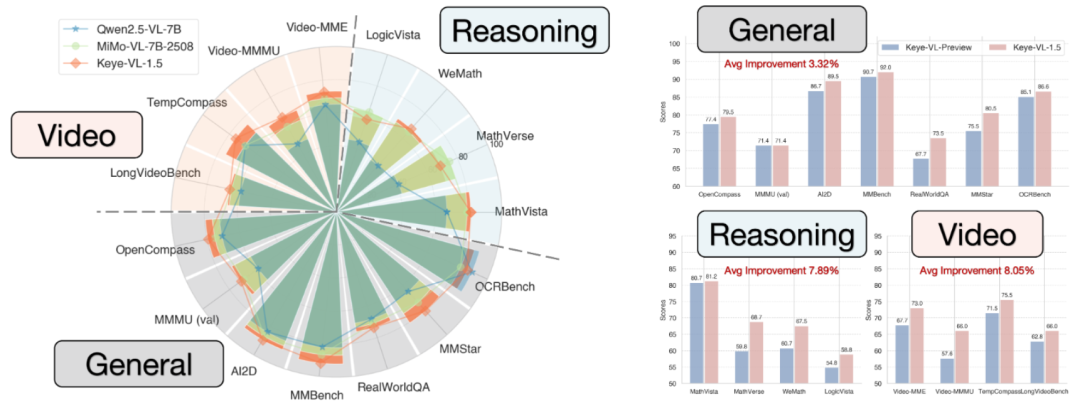 Qwen2.5-VL-7B
MiMo-VL-7B-2508
Keye-VL-1.5
Reasoning
Video
General
Video-MME
LogicVista
Video-MMMU
WeMath
TempCompass
MathVerse
100
80
LongVideoBench
MathVista
OpenCompass
OCRBench
MMMU (val)
MMStar
AI2D
RealWorldQA
MMBench
General
Keye-VL-Preview
Keye-VL-1.5
Avg Improvement 3.32%
Scores
100
95
90
85
80
75
70
65
60
77.4
79.5
71.4
71.4
86.7
89.5
90.7
92.0
67.7
73.5
75.5
80.5
85.1
86.6
OpenCompass
MMMU (val)
AI2D
MMBench
RealWorldQA
MMStar
OCRBench
Reasoning
Avg Improvement 7.89%
Scores
95
90
85
80
75
70
65
60
55
50
80.7
81.2
59.8
68.7
60.7
67.5
54.8
58.8
MathVista
MathVerse
WeMath
LogicVista
Video
Avg Improvement 8.05%
Scores
95
90
85
80
75
70
65
60
55
50
67.7
73.0
57.6
66.0
71.5
75.5
62.8
66.0
Video-MME
Video-MMMU
TempCompass
LongVideoBench